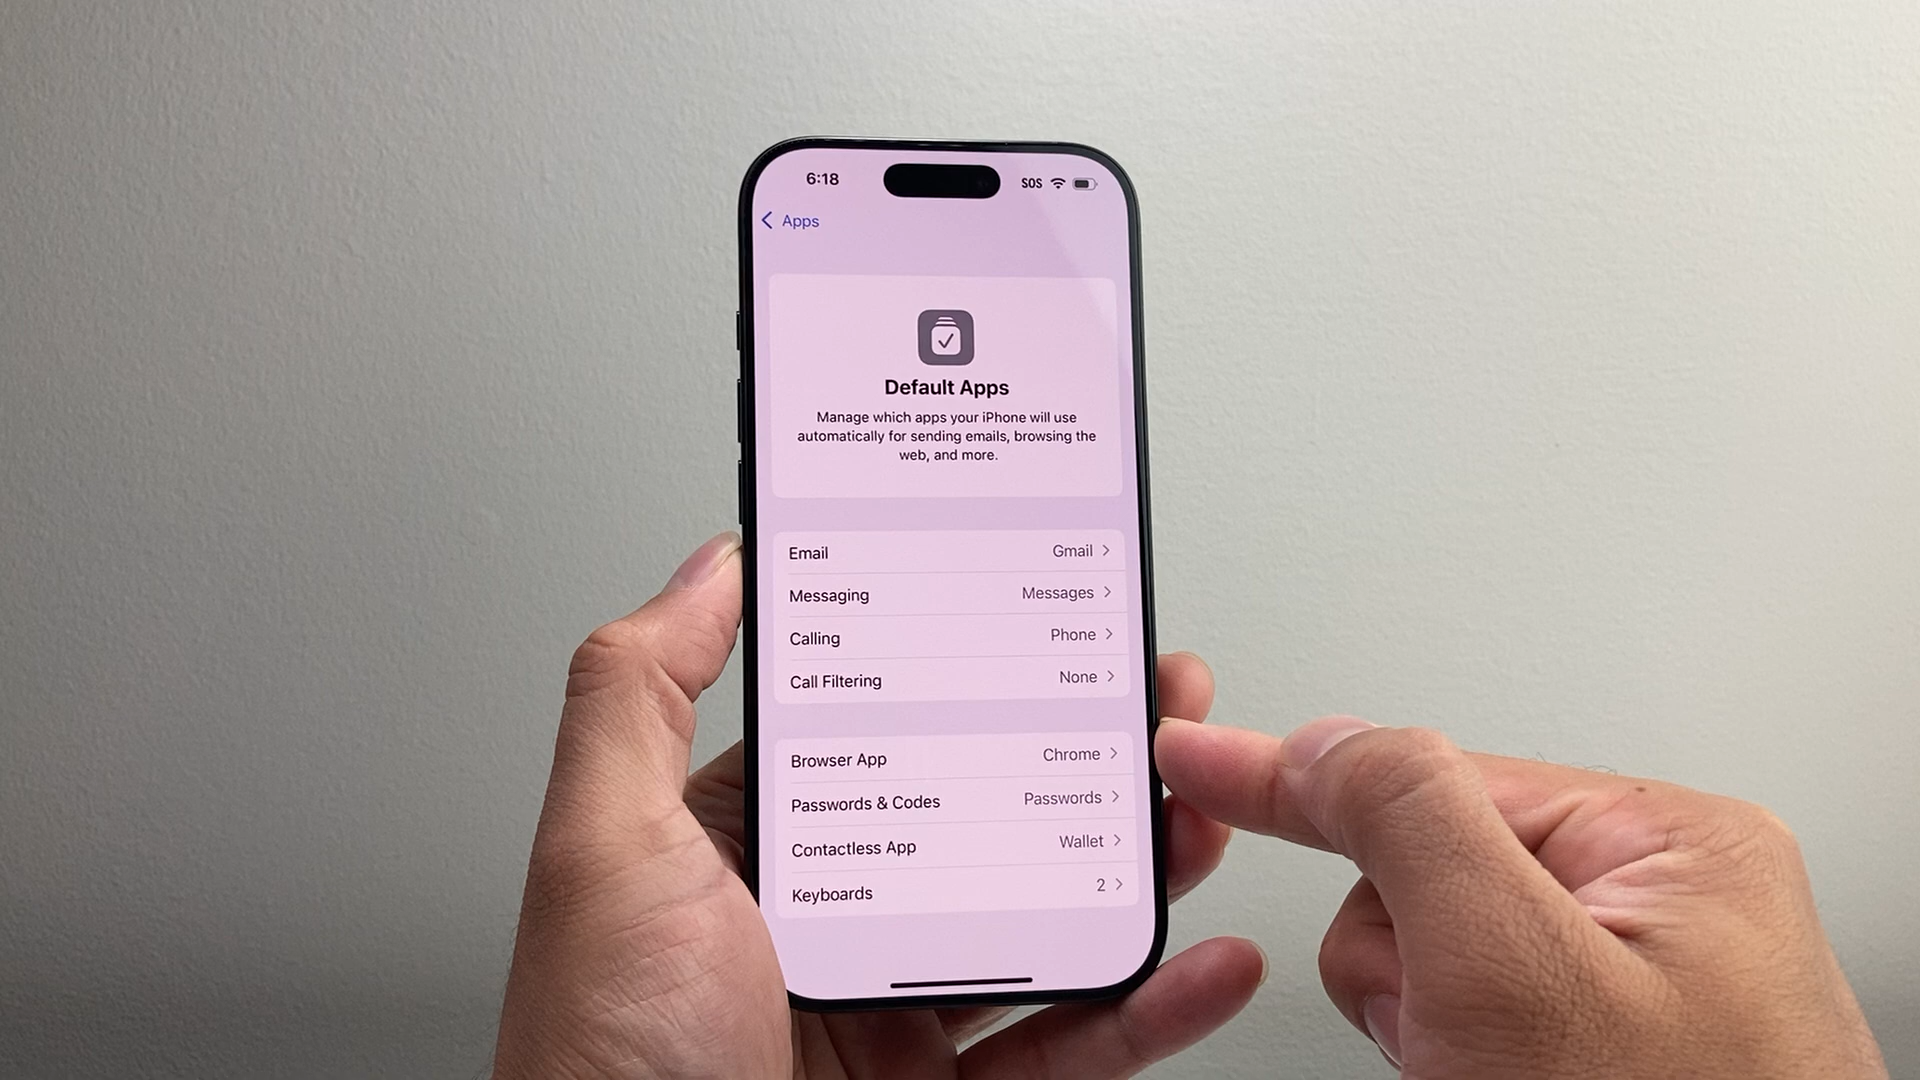 6:18
SOS
Apps
Default Apps
Manage which apps your iPhone will use
automatically for sending emails, browsing the
web, and more.
Email Gmail
Messaging Messages
Calling Phone
Call Filtering None
Browser App Chrome
Passwords & Codes Passwords
Contactless App Wallet
Keyboards 2